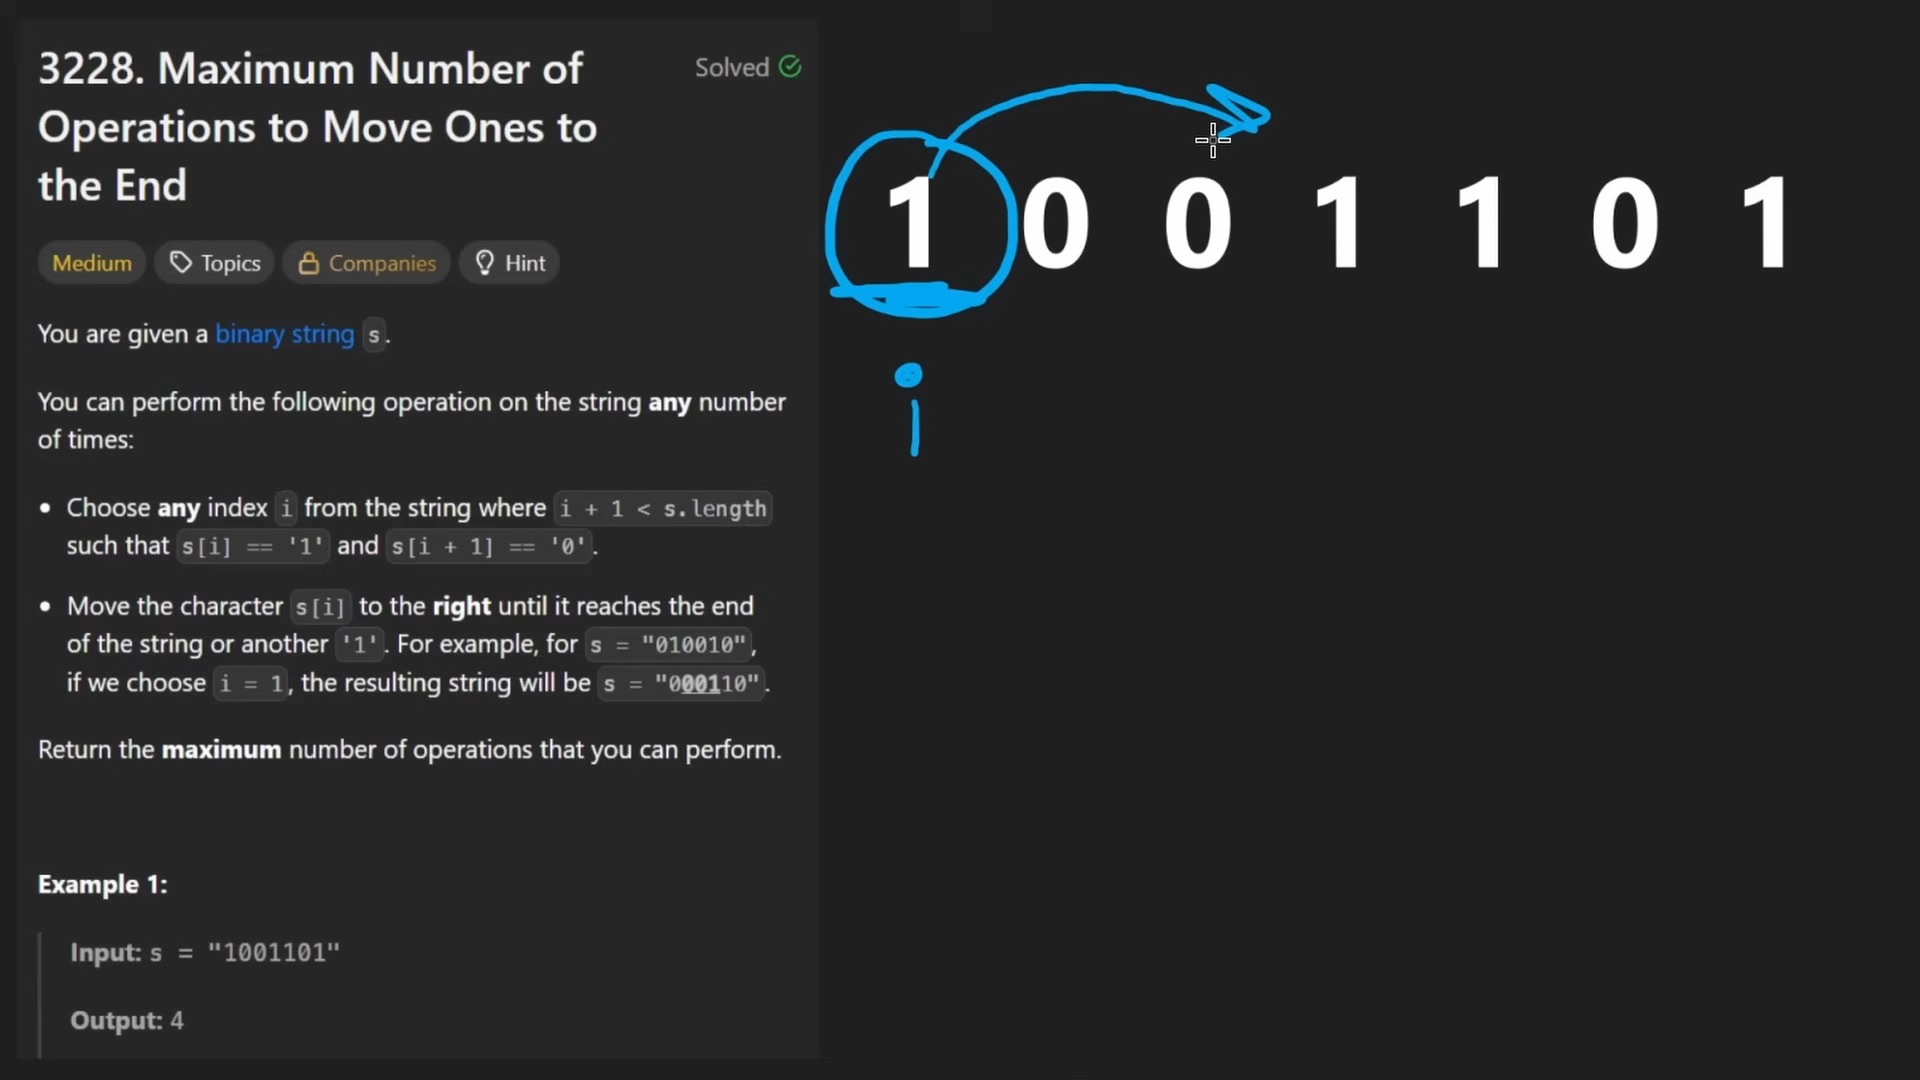 3228. Maximum Number of
Operations to Move Ones to
the End
Solved
Medium Topics Companies Hint
You are given a binary string s.
You can perform the following operation on the string any number
of times:
• Choose any index i from the string where i + 1 < s.length
such that s[i] == '1' and s[i + 1] == '0'.
• Move the character s[i] to the right until it reaches the end
of the string or another '1'. For example, for s = "010010",
if we choose i = 1, the resulting string will be s = "000110".
Return the maximum number of operations that you can perform.
Example 1:
Input: s = "1001101"
Output: 4
1 0 0 1 1 0 1
i